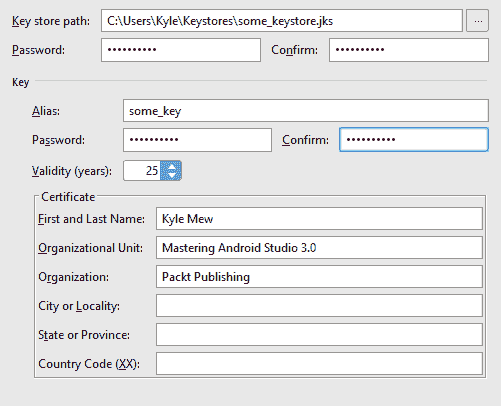 Key store path: C:\Users\Kyle\Keystores\some_keystore.jks ...
Password: •••••••••• Confirm: ••••••••••
Key
Alias: some_key
Password: •••••••••• Confirm: ••••••••••
Validity (years): 25
Certificate
First and Last Name: Kyle Mew
Organizational Unit: Mastering Android Studio 3.0
Organization: Packt Publishing
City or Locality:
State or Province:
Country Code (XX):